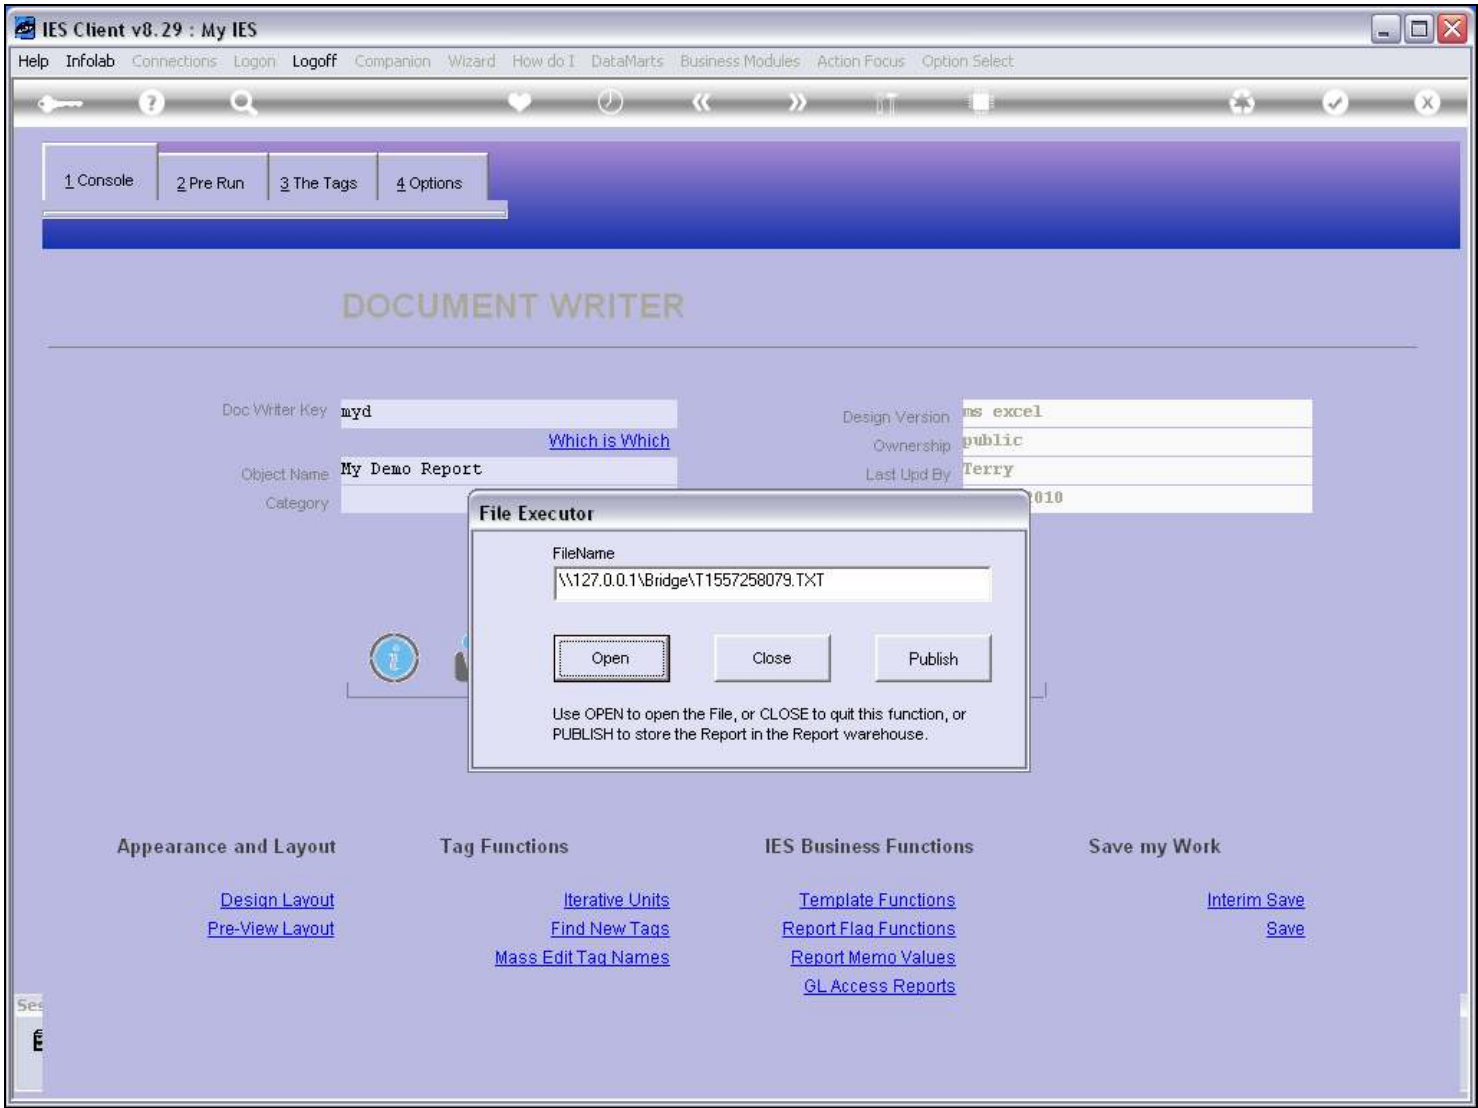 IES Client v8.29 : My IES
Help Infolab Connections Logon Logoff Companion Wizard How do I DataMarts Business Modules Action Focus Option Select
1 Console 2 Pre Run 3 The Tags 4 Options
DOCUMENT WRITER
Doc Writer Key myd
Which is Which
Object Name My Demo Report
Category
Design Version ms excel
Ownership public
Last Upd By Terry
2010
File Executor
FileName
\\127.0.0.1\Bridge\T1557258079.TXT
Open Close Publish
Use OPEN to open the File, or CLOSE to quit this function, or
PUBLISH to store the Report in the Report warehouse.
Appearance and Layout
Design Layout
Pre-View Layout
Tag Functions
Iterative Units
Find New Tags
Mass Edit Tag Names
IES Business Functions
Template Functions
Report Flag Functions
Report Memo Values
GL Access Reports
Save my Work
Interim Save
Save
Ses